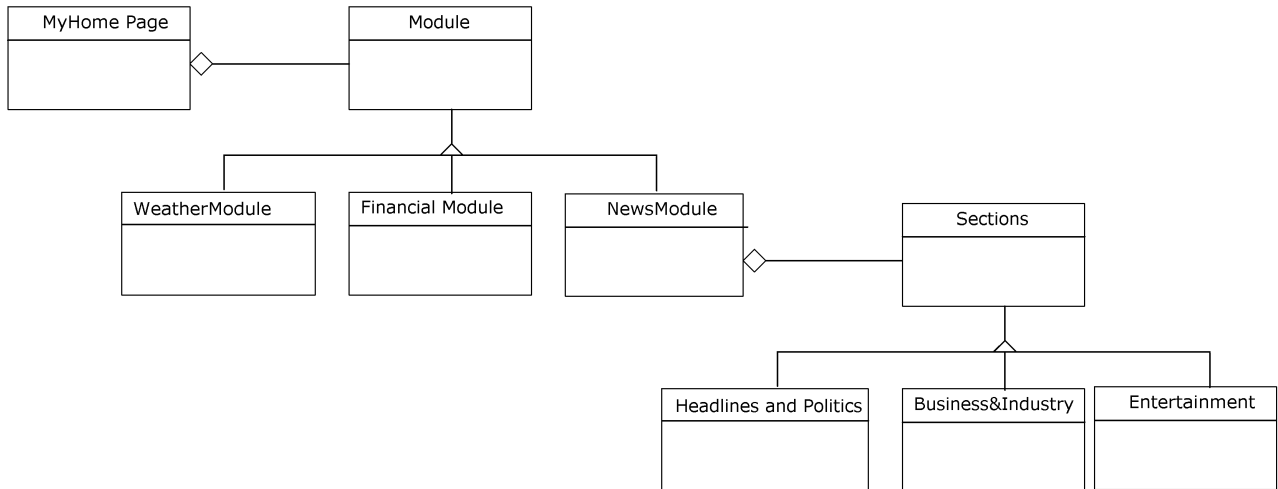 MyHome Page
Module
WeatherModule
Financial Module
NewsModule
Sections
Headlines and Politics
Business&Industry
Entertainment